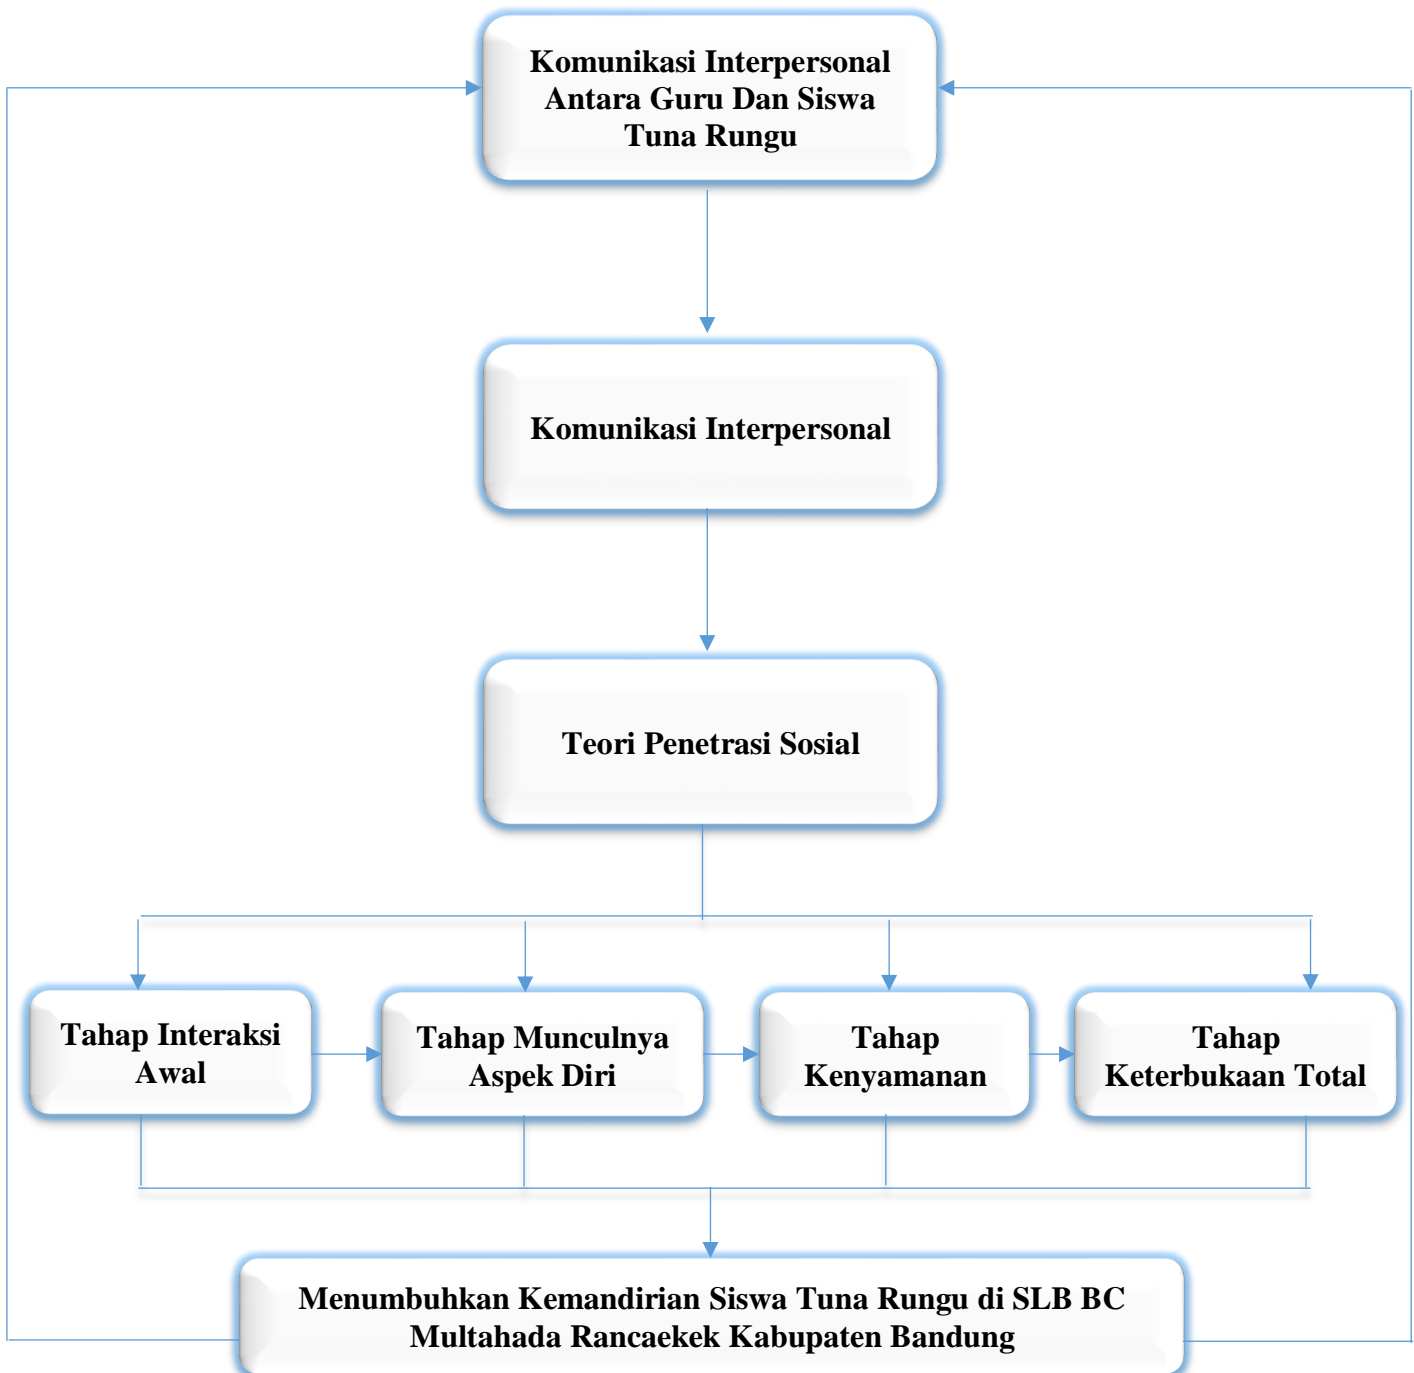 Komunikasi Interpersonal
Antara Guru Dan Siswa
Tuna Rungu
Komunikasi Interpersonal
Teori Penetrasi Sosial
Tahap Interaksi
Awal
Tahap Munculnya
Aspek Diri
Tahap
Kenyamanan
Tahap
Keterbukaan Total
Menumbuhkan Kemandirian Siswa Tuna Rungu di SLB BC
Multahada Rancaekek Kabupaten Bandung